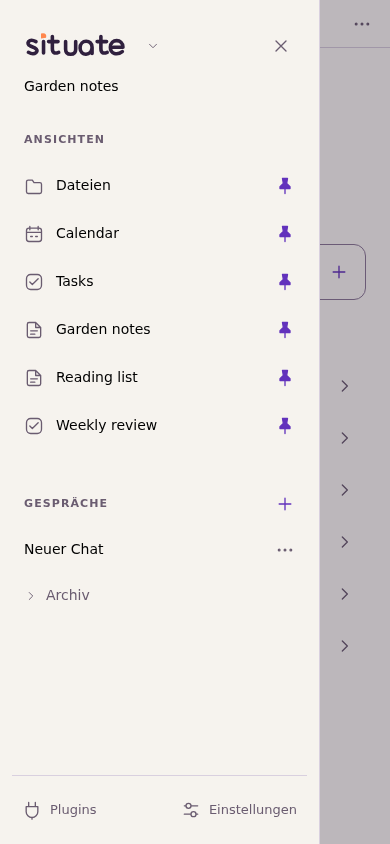 situate
Garden notes
ANSICHTEN
Dateien
Calendar
Tasks
Garden notes
Reading list
Weekly review
GESPRÄCHE
Neuer Chat
Archiv
Plugins
Einstellungen